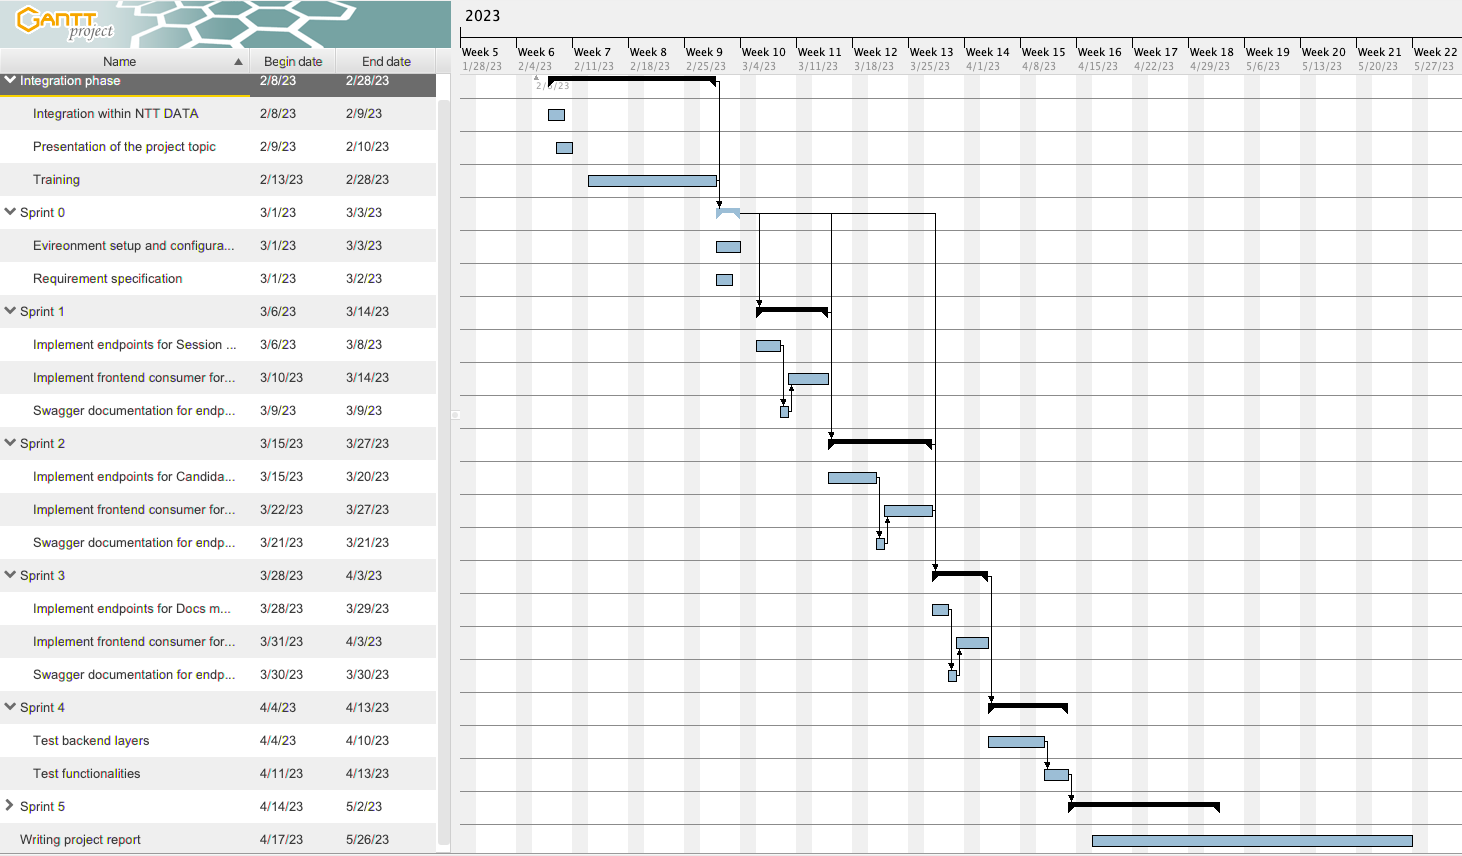 GANTT
project
2023
Name Begin date End date
Week 5 Week 6 Week 7 Week 8 Week 9 Week 10 Week 11 Week 12 Week 13 Week 14 Week 15 Week 16 Week 17 Week 18 Week 19 Week 20 Week 21 Week 22
1/28/23 2/4/23 2/11/23 2/18/23 2/25/23 3/4/23 3/11/23 3/18/23 3/25/23 4/1/23 4/8/23 4/15/23 4/22/23 4/29/23 5/6/23 5/13/23 5/20/23 5/27/23
Integration phase 2/8/23 2/28/23
Integration within NTT DATA 2/8/23 2/9/23
Presentation of the project topic 2/9/23 2/10/23
Training 2/13/23 2/28/23
Sprint 0 3/1/23 3/3/23
Evireonment setup and configura... 3/1/23 3/3/23
Requirement specification 3/1/23 3/2/23
Sprint 1 3/6/23 3/14/23
Implement endpoints for Session ... 3/6/23 3/8/23
Implement frontend consumer for... 3/10/23 3/14/23
Swagger documentation for endp... 3/9/23 3/9/23
Sprint 2 3/15/23 3/27/23
Implement endpoints for Candida... 3/15/23 3/20/23
Implement frontend consumer for... 3/22/23 3/27/23
Swagger documentation for endp... 3/21/23 3/21/23
Sprint 3 3/28/23 4/3/23
Implement endpoints for Docs m... 3/28/23 3/29/23
Implement frontend consumer for... 3/31/23 4/3/23
Swagger documentation for endp... 3/30/23 3/30/23
Sprint 4 4/4/23 4/13/23
Test backend layers 4/4/23 4/10/23
Test functionalities 4/11/23 4/13/23
Sprint 5 4/14/23 5/2/23
Writing project report 4/17/23 5/26/23